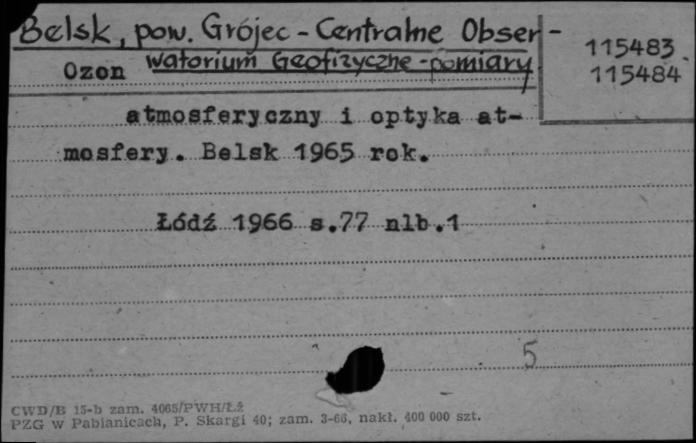 Belsk, pow. Grójec - Centralne Obser-
watorium Geofizyczne - pomiary
115483
115484
Ozon
atmosferyczny i optyka at-
mosfery. Belsk 1965 rok.
Łódź 1966 s.77 nlb.1
5
CWD/B 15-b zam. 4065/PWH/Łż
PZG w Pabianicach, P. Skargi 40; zam. 3-66, nakł. 400 000 szt.